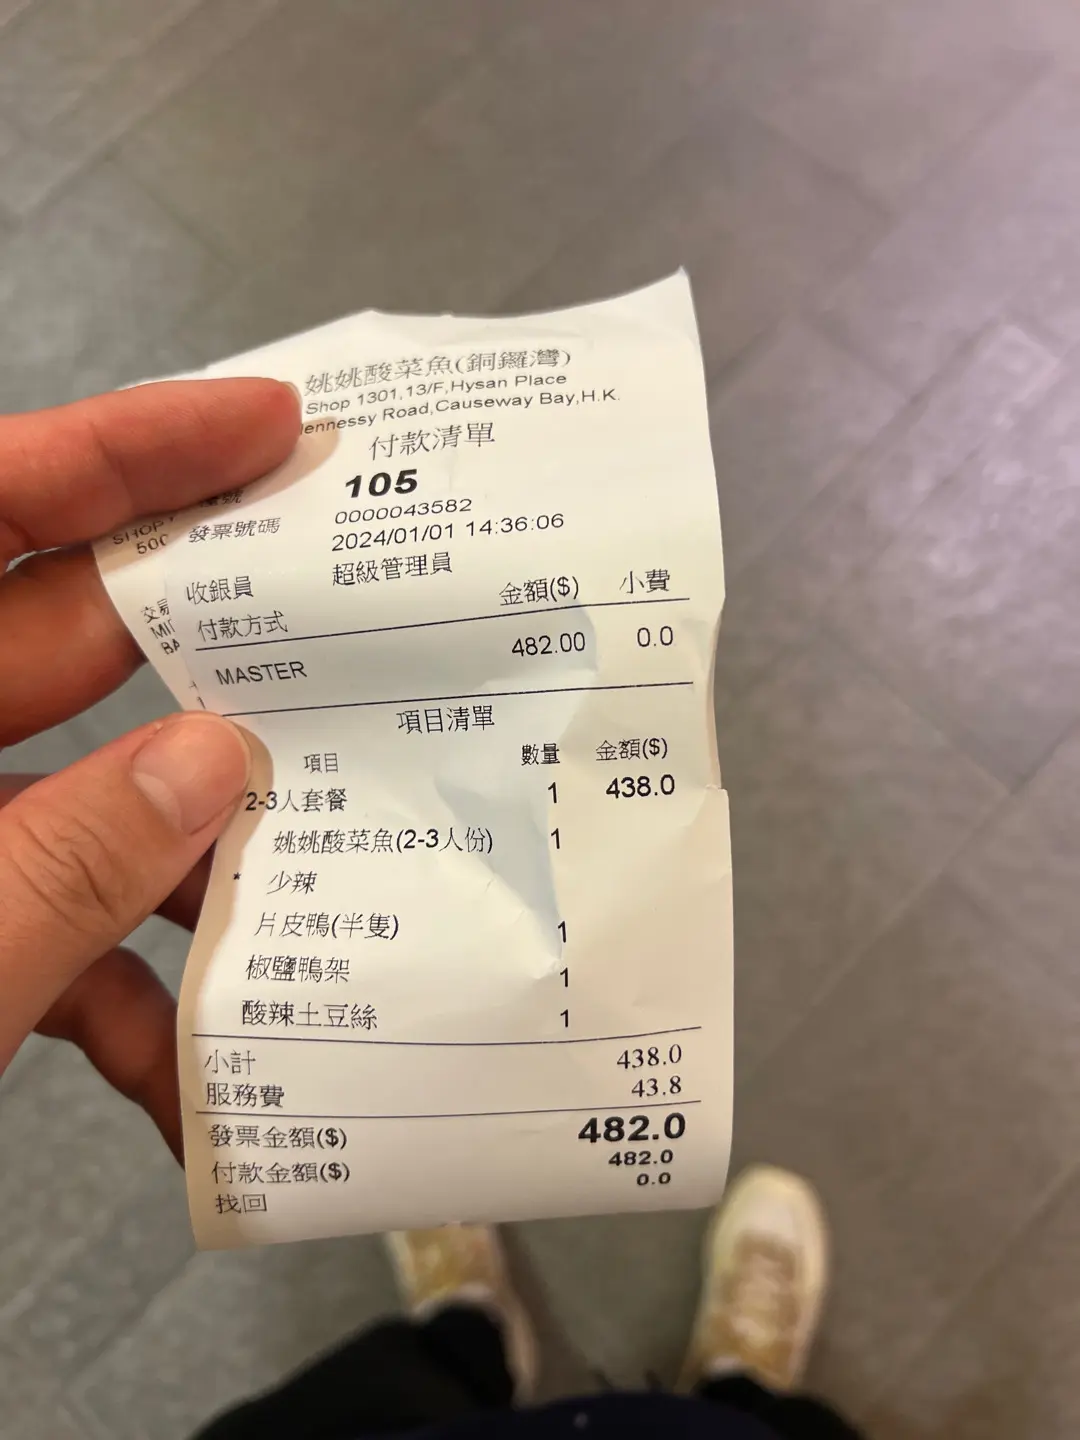 姚姚酸菜魚(銅鑼灣)
Shop 1301,13/F,Hysan Place
Hennessy Road,Causeway Bay,H.K.
付款清單
105
SHOP
500
發票號碼 0000043582
2024/01/01 14:36:06
收銀員 超級管理員
交易
付款方式 金額($) 小費
MASTER 482.00 0.0
項目清單
項目 數量 金額($)
2-3人套餐 1 438.0
姚姚酸菜魚(2-3人份) 1
* 少辣
片皮鴨(半隻) 1
椒鹽鴨架 1
酸辣土豆絲 1
小計 438.0
服務費 43.8
發票金額($) 482.0
付款金額($) 482.0
找回 0.0